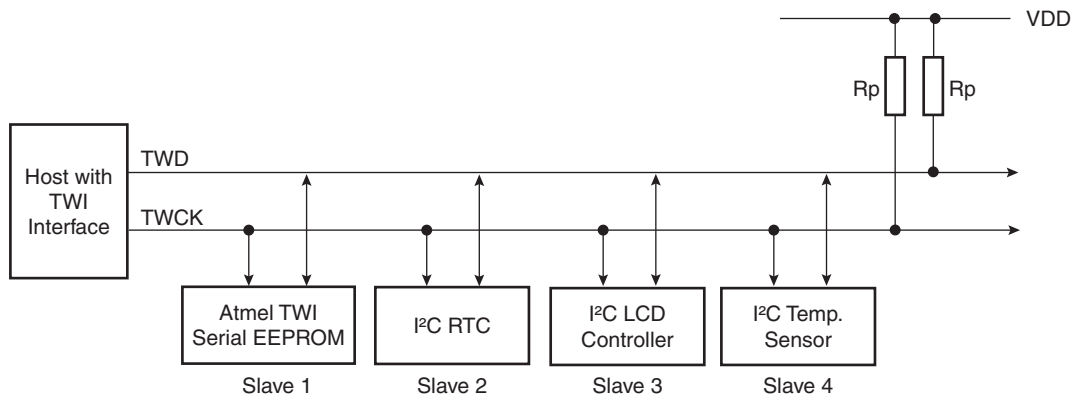 VDD
Rp
Rp
Host with
TWI
Interface
TWD
TWCK
Atmel TWI
Serial EEPROM
I²C RTC
I²C LCD
Controller
I²C Temp.
Sensor
Slave 1
Slave 2
Slave 3
Slave 4